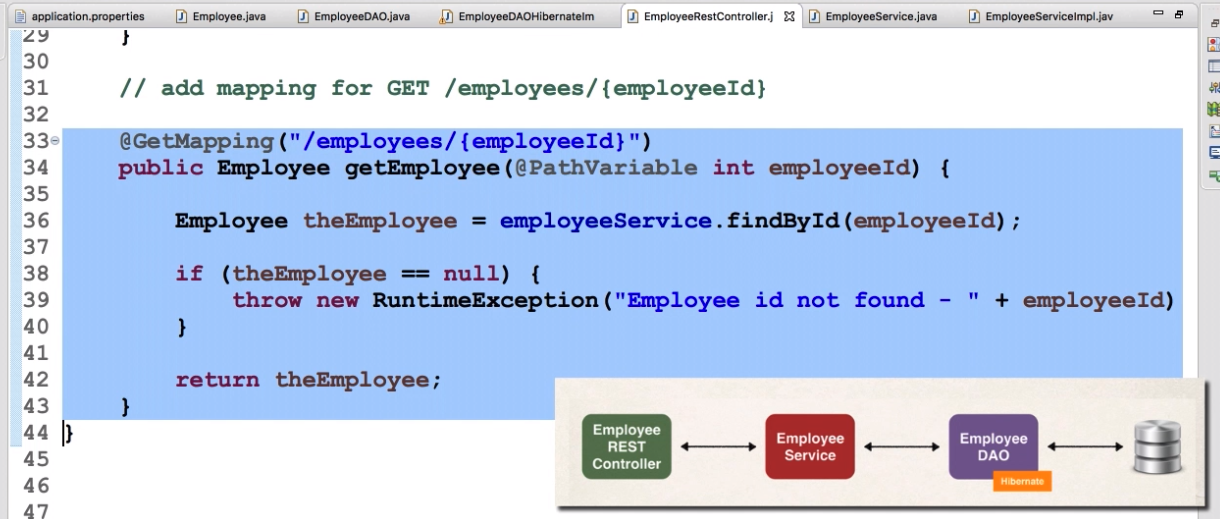 application.properties
Employee.java
EmployeeDAO.java
EmployeeDAOHibernateIm
EmployeeRestController.j
EmployeeService.java
EmployeeServiceImpl.jav
29 }
30
31 // add mapping for GET /employees/{employeeId}
32
33 @GetMapping("/employees/{employeeId}")
34 public Employee getEmployee(@PathVariable int employeeId) {
35
36 Employee theEmployee = employeeService.findById(employeeId);
37
38 if (theEmployee == null) {
39 throw new RuntimeException("Employee id not found - " + employeeId)
40 }
41
42 return theEmployee;
43 }
44 }
45
46
47
Employee
REST
Controller
Employee
Service
Employee
DAO
Hibernate